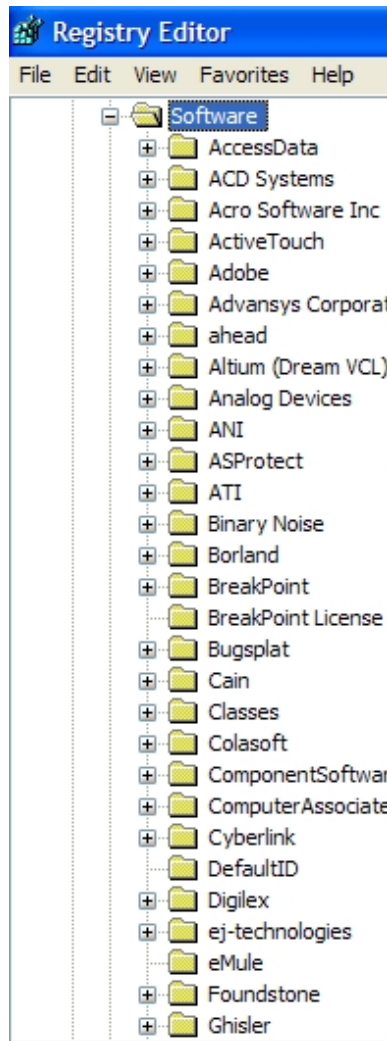 Registry Editor
File Edit View Favorites Help
Software
AccessData
ACD Systems
Acro Software Inc
ActiveTouch
Adobe
Advansys Corporat
ahead
Altium (Dream VCL)
Analog Devices
ANI
ASProtect
ATI
Binary Noise
Borland
BreakPoint
BreakPoint License
Bugsplat
Cain
Classes
Colasoft
ComponentSoftwar
ComputerAssociate
Cyberlink
DefaultID
Digilex
ej-technologies
eMule
Foundstone
Ghisler